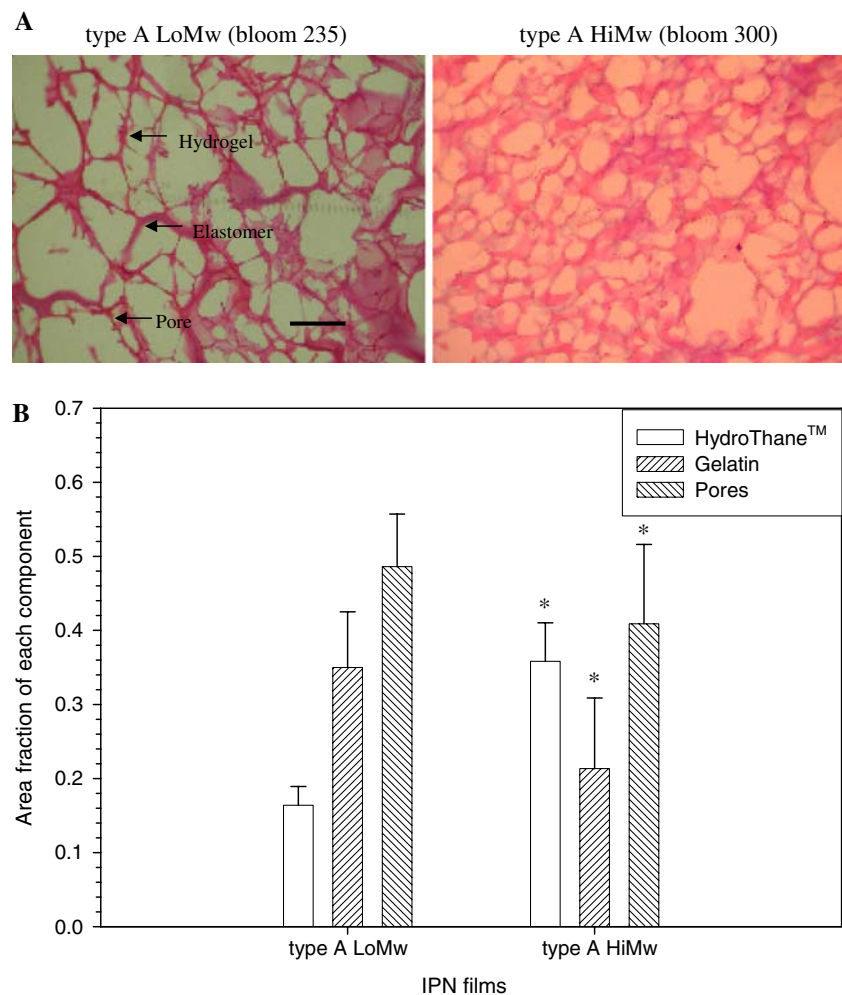 A
type A LoMw (bloom 235)
type A HiMw (bloom 300)
Hydrogel
Elastomer
Pore
B
0.7
0.6
0.5
0.4
0.3
0.2
0.1
0.0
Area fraction of each component
HydroThane™
Gelatin
Pores
*
*
*
type A LoMw
type A HiMw
IPN films